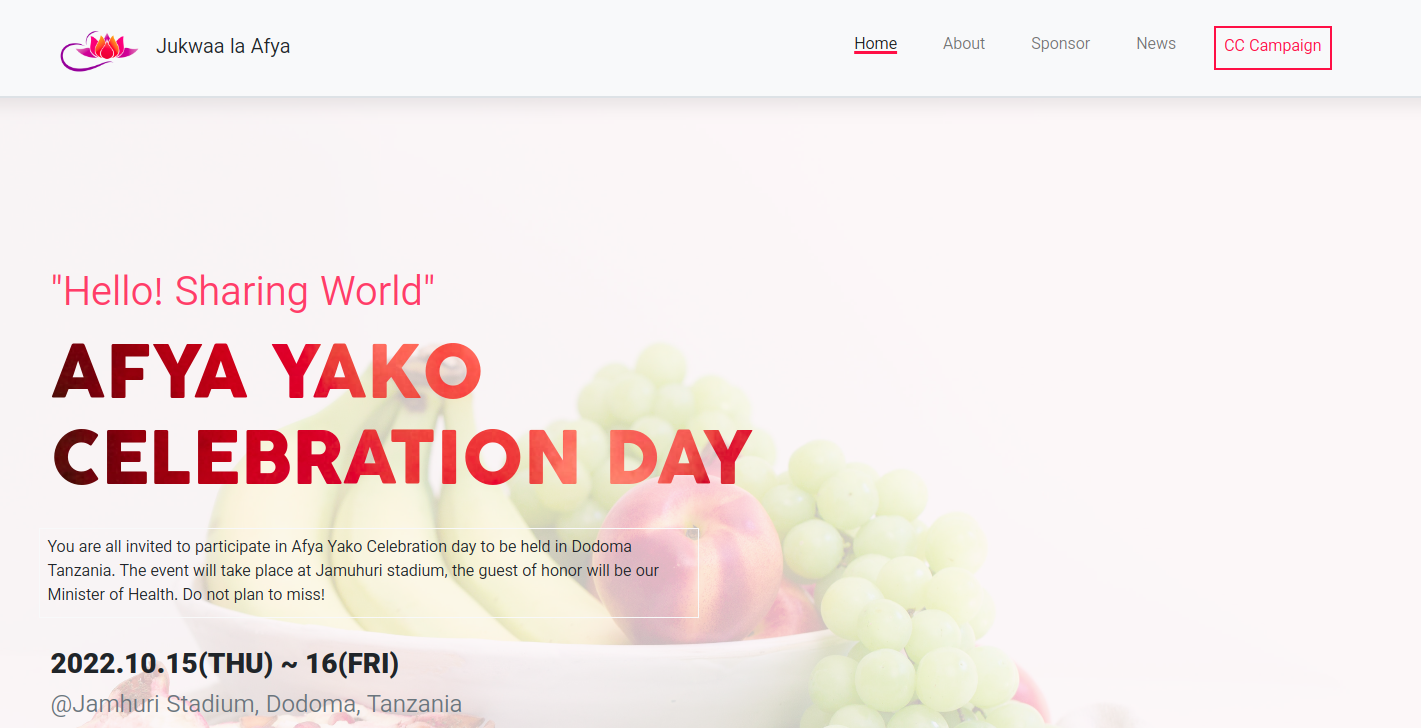 Jukwaa la Afya
Home
About
Sponsor
News
CC Campaign
"Hello! Sharing World"
AFYA YAKO
CELEBRATION DAY
You are all invited to participate in Afya Yako Celebration day to be held in Dodoma
Tanzania. The event will take place at Jamuhuri stadium, the guest of honor will be our
Minister of Health. Do not plan to miss!
2022.10.15(THU) ~ 16(FRI)
@Jamhuri Stadium, Dodoma, Tanzania